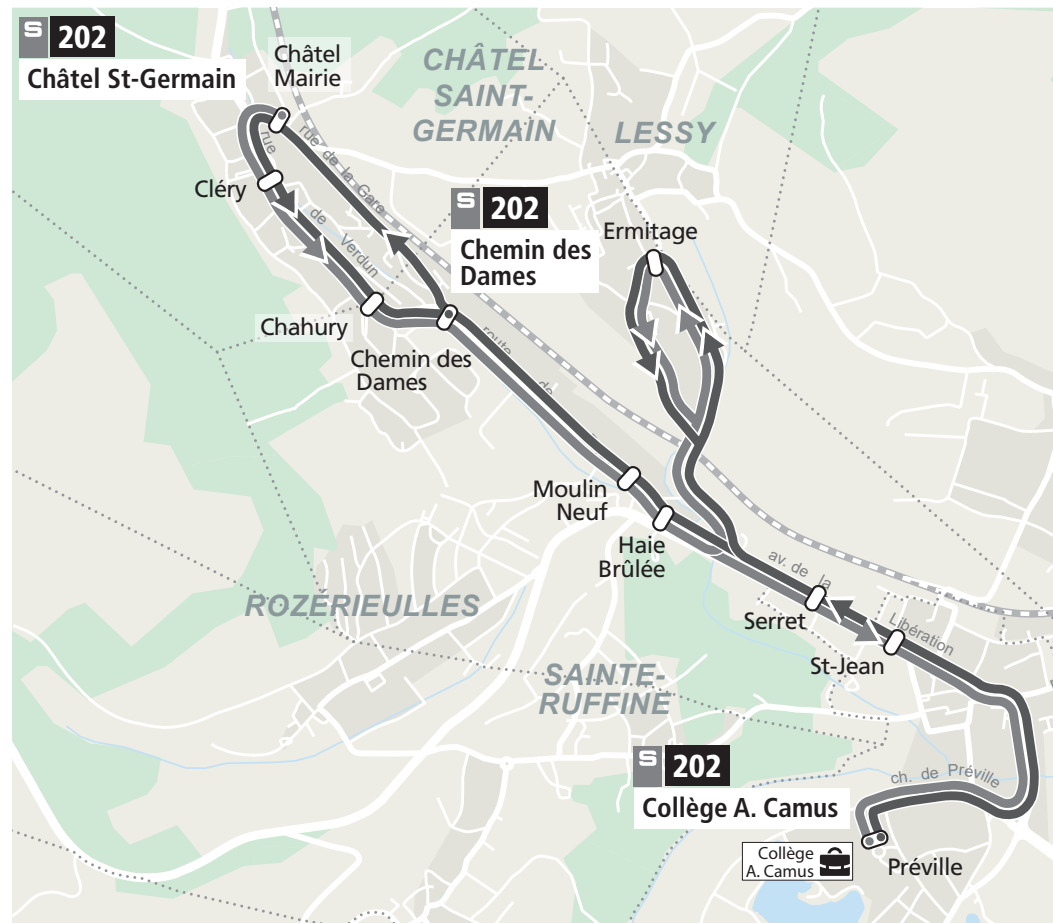 S 202
Châtel St-Germain
Châtel
Mairie
CHÂTEL
SAINT-
GERMAIN
LESSY
rue de la Gare
rue
de
Verdun
Cléry
S 202
Chemin des
Dames
Ermitage
Chahury
Chemin des
Dames
route
de
Moulin
Neuf
Haie
Brûlée
av. de la
Libération
ROZÉRIEULLES
Serret
St-Jean
SAINTE-
RUFFINE
S 202
Collège A. Camus
ch. de Préville
Collège
A. Camus
Préville